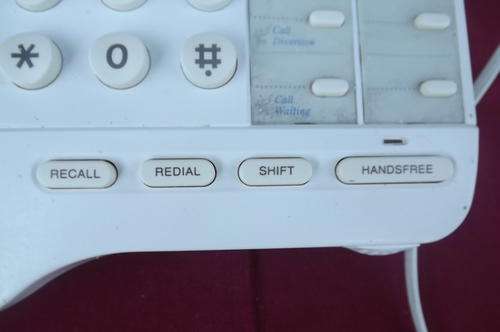 Call
Diversion
* 0 #
Call
Waiting
RECALL REDIAL SHIFT HANDSFREE